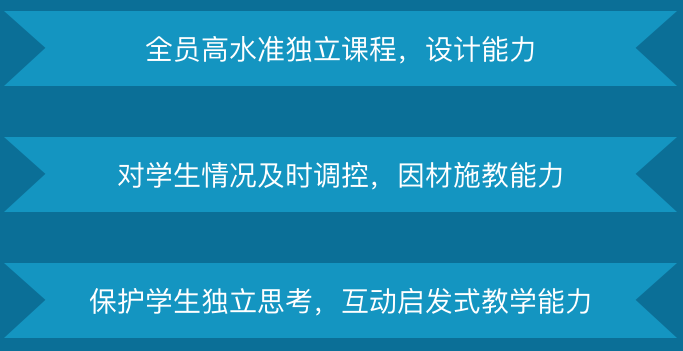 全员高水准独立课程，设计能力
对学生情况及时调控，因材施教能力
保护学生独立思考，互动启发式教学能力